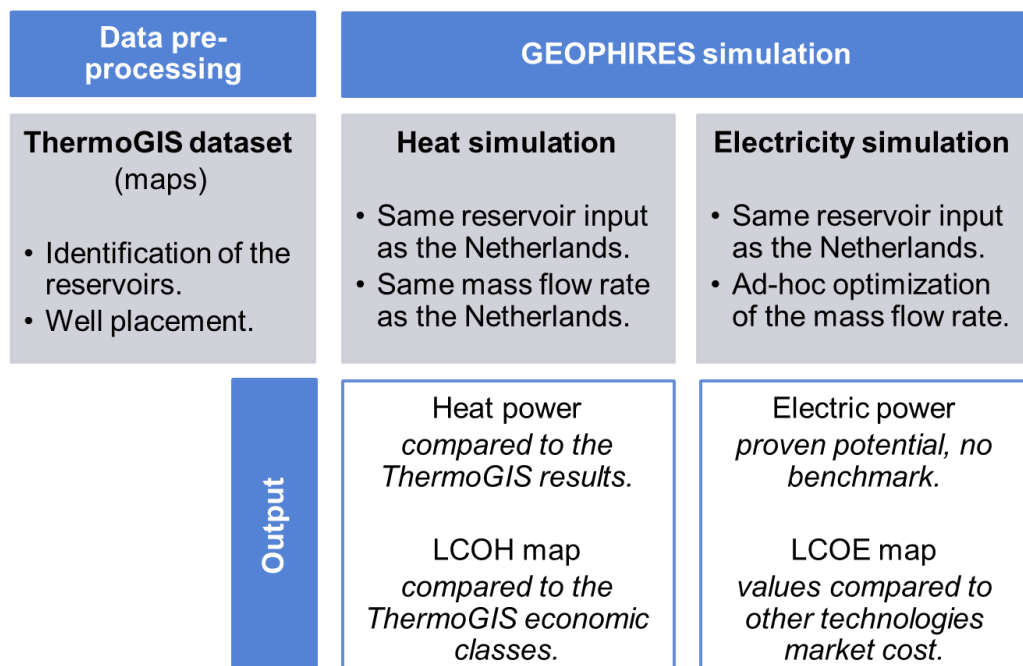 Data pre-
processing
GEOPHIRES simulation
ThermoGIS dataset
(maps)
• Identification of the
reservoirs.
• Well placement.
Heat simulation
• Same reservoir input
as the Netherlands.
• Same mass flow rate
as the Netherlands.
Electricity simulation
• Same reservoir input
as the Netherlands.
• Ad-hoc optimization
of the mass flow rate.
Output
Heat power
compared to the
ThermoGIS results.
LCOH map
compared to the
ThermoGIS economic
classes.
Electric power
proven potential, no
benchmark.
LCOE map
values compared to
other technologies
market cost.